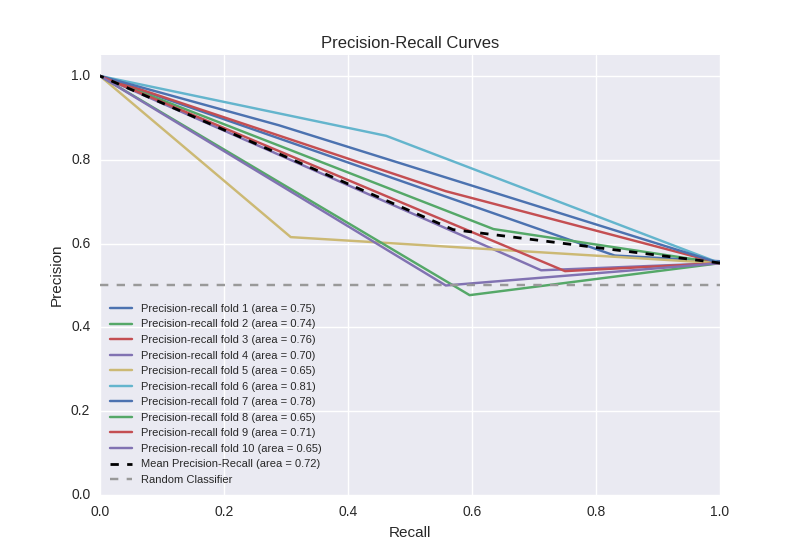 Precision-Recall Curves
1.0
0.8
0.6
0.4
0.2
0.0
Precision
Precision-recall fold 1 (area = 0.75)
Precision-recall fold 2 (area = 0.74)
Precision-recall fold 3 (area = 0.76)
Precision-recall fold 4 (area = 0.70)
Precision-recall fold 5 (area = 0.65)
Precision-recall fold 6 (area = 0.81)
Precision-recall fold 7 (area = 0.78)
Precision-recall fold 8 (area = 0.65)
Precision-recall fold 9 (area = 0.71)
Precision-recall fold 10 (area = 0.65)
Mean Precision-Recall (area = 0.72)
Random Classifier
0.0 0.2 0.4 0.6 0.8 1.0
Recall